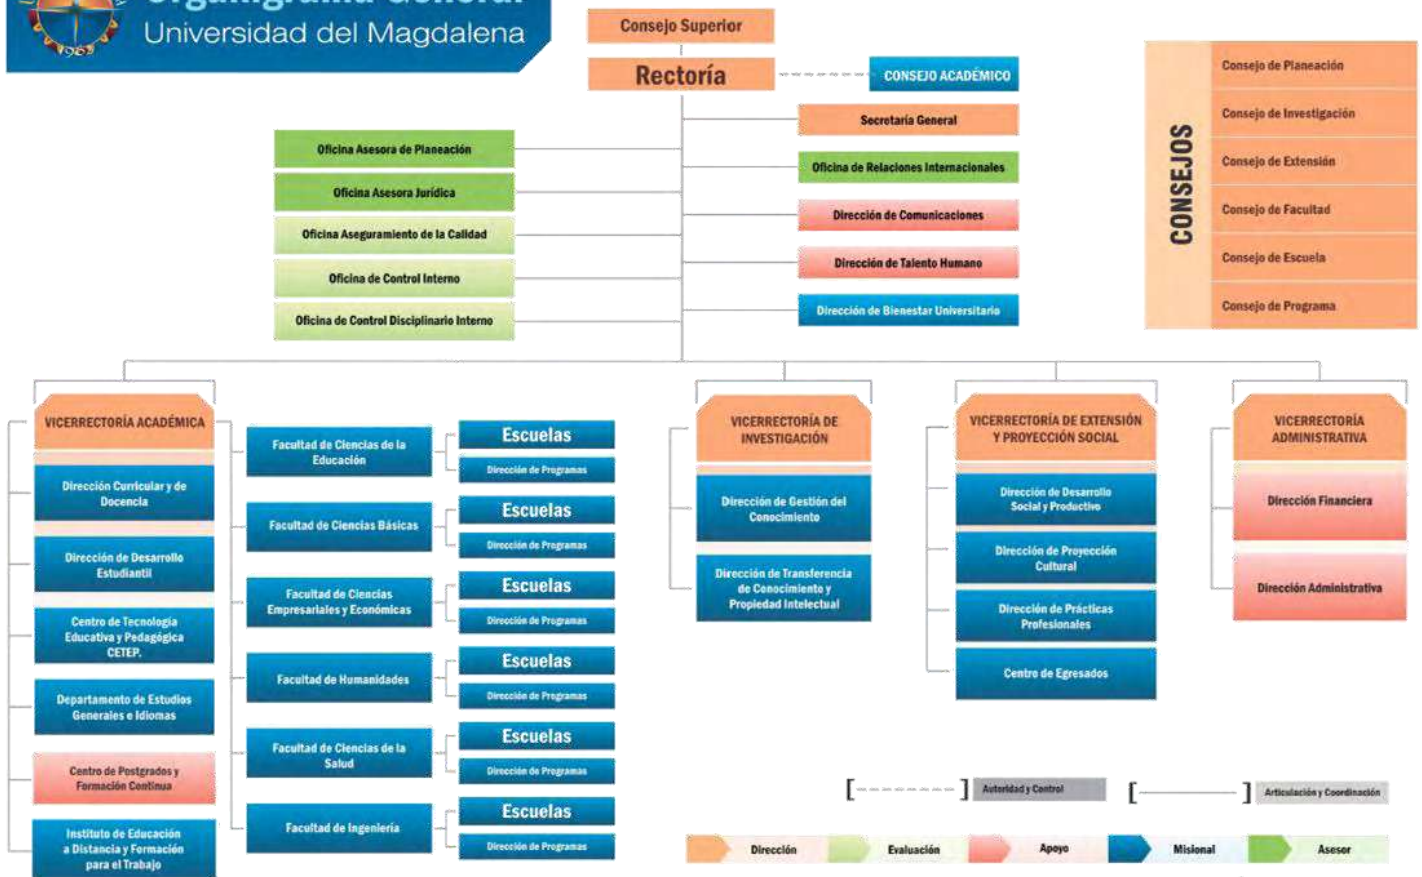 Organigrama General
Universidad del Magdalena
1962
Consejo Superior
Rectoría
CONSEJO ACADÉMICO
Secretaría General
Oficina de Relaciones Internacionales
Dirección de Comunicaciones
Dirección de Talento Humano
Dirección de Bienestar Universitario
Oficina Asesora de Planeación
Oficina Asesora Jurídica
Oficina Aseguramiento de la Calidad
Oficina de Control Interno
Oficina de Control Disciplinario Interno
CONSEJOS
Consejo de Planeación
Consejo de Investigación
Consejo de Extensión
Consejo de Facultad
Consejo de Escuela
Consejo de Programa
VICERRECTORÍA ACADÉMICA
Dirección Curricular y de
Docencia
Dirección de Desarrollo
Estudiantil
Centro de Tecnología
Educativa y Pedagógica
CETEP.
Departamento de Estudios
Generales e Idiomas
Centro de Postgrados y
Formación Continua
Instituto de Educación
a Distancia y Formación
para el Trabajo
Facultad de Ciencias de la
Educación
Escuelas
Dirección de Programas
Facultad de Ciencias Básicas
Escuelas
Dirección de Programas
Facultad de Ciencias
Empresariales y Económicas
Escuelas
Dirección de Programas
Facultad de Humanidades
Escuelas
Dirección de Programas
Facultad de Ciencias de la
Salud
Escuelas
Dirección de Programas
Facultad de Ingeniería
Escuelas
Dirección de Programas
VICERRECTORÍA DE
INVESTIGACIÓN
Dirección de Gestión del
Conocimiento
Dirección de Transferencia
de Conocimiento y
Propiedad Intelectual
VICERRECTORÍA DE EXTENSIÓN
Y PROYECCIÓN SOCIAL
Dirección de Desarrollo
Social y Productivo
Dirección de Proyección
Cultural
Dirección de Prácticas
Profesionales
Centro de Egresados
VICERRECTORÍA
ADMINISTRATIVA
Dirección Financiera
Dirección Administrativa
Autoridad y Control
Articulación y Coordinación
Dirección
Evaluación
Apoyo
Misional
Asesor